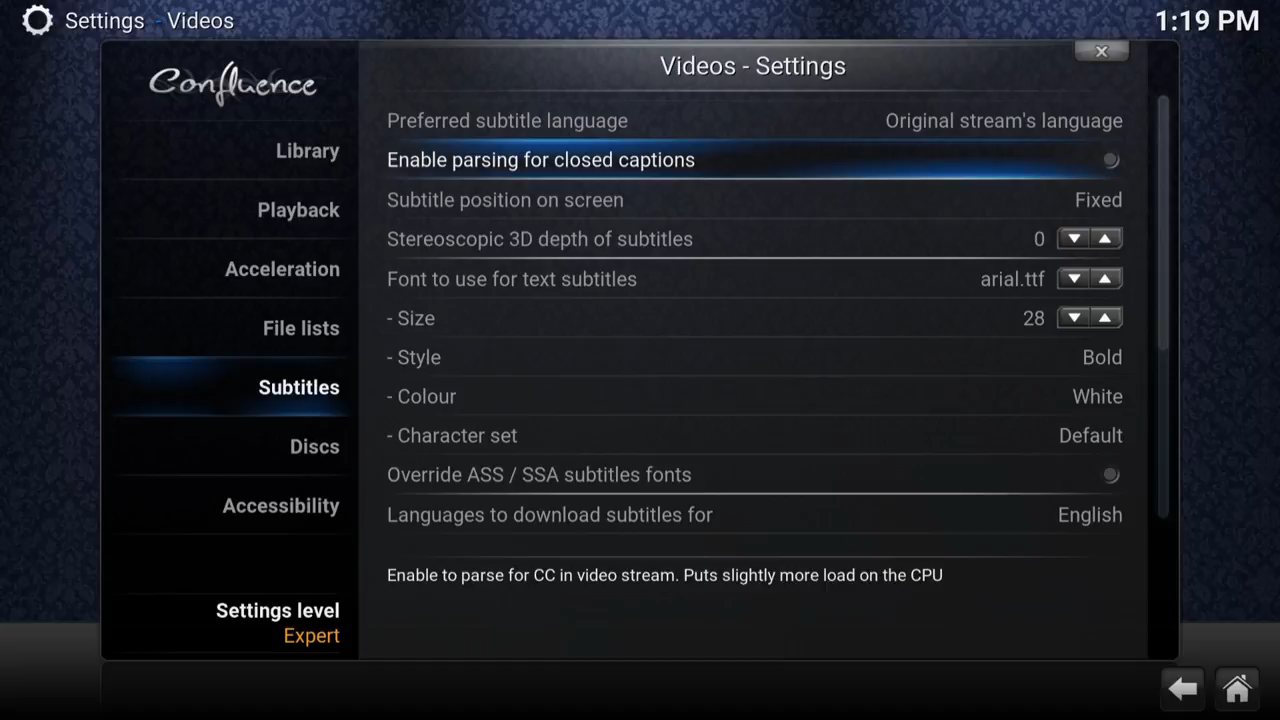 Settings - Videos
1:19 PM
Confluence
Videos - Settings
Library
Playback
Acceleration
File lists
Subtitles
Discs
Accessibility
Settings level
Expert
Preferred subtitle language Original stream's language
Enable parsing for closed captions
Subtitle position on screen Fixed
Stereoscopic 3D depth of subtitles 0
Font to use for text subtitles arial.ttf
- Size 28
- Style Bold
- Colour White
- Character set Default
Override ASS / SSA subtitles fonts
Languages to download subtitles for English
Enable to parse for CC in video stream. Puts slightly more load on the CPU